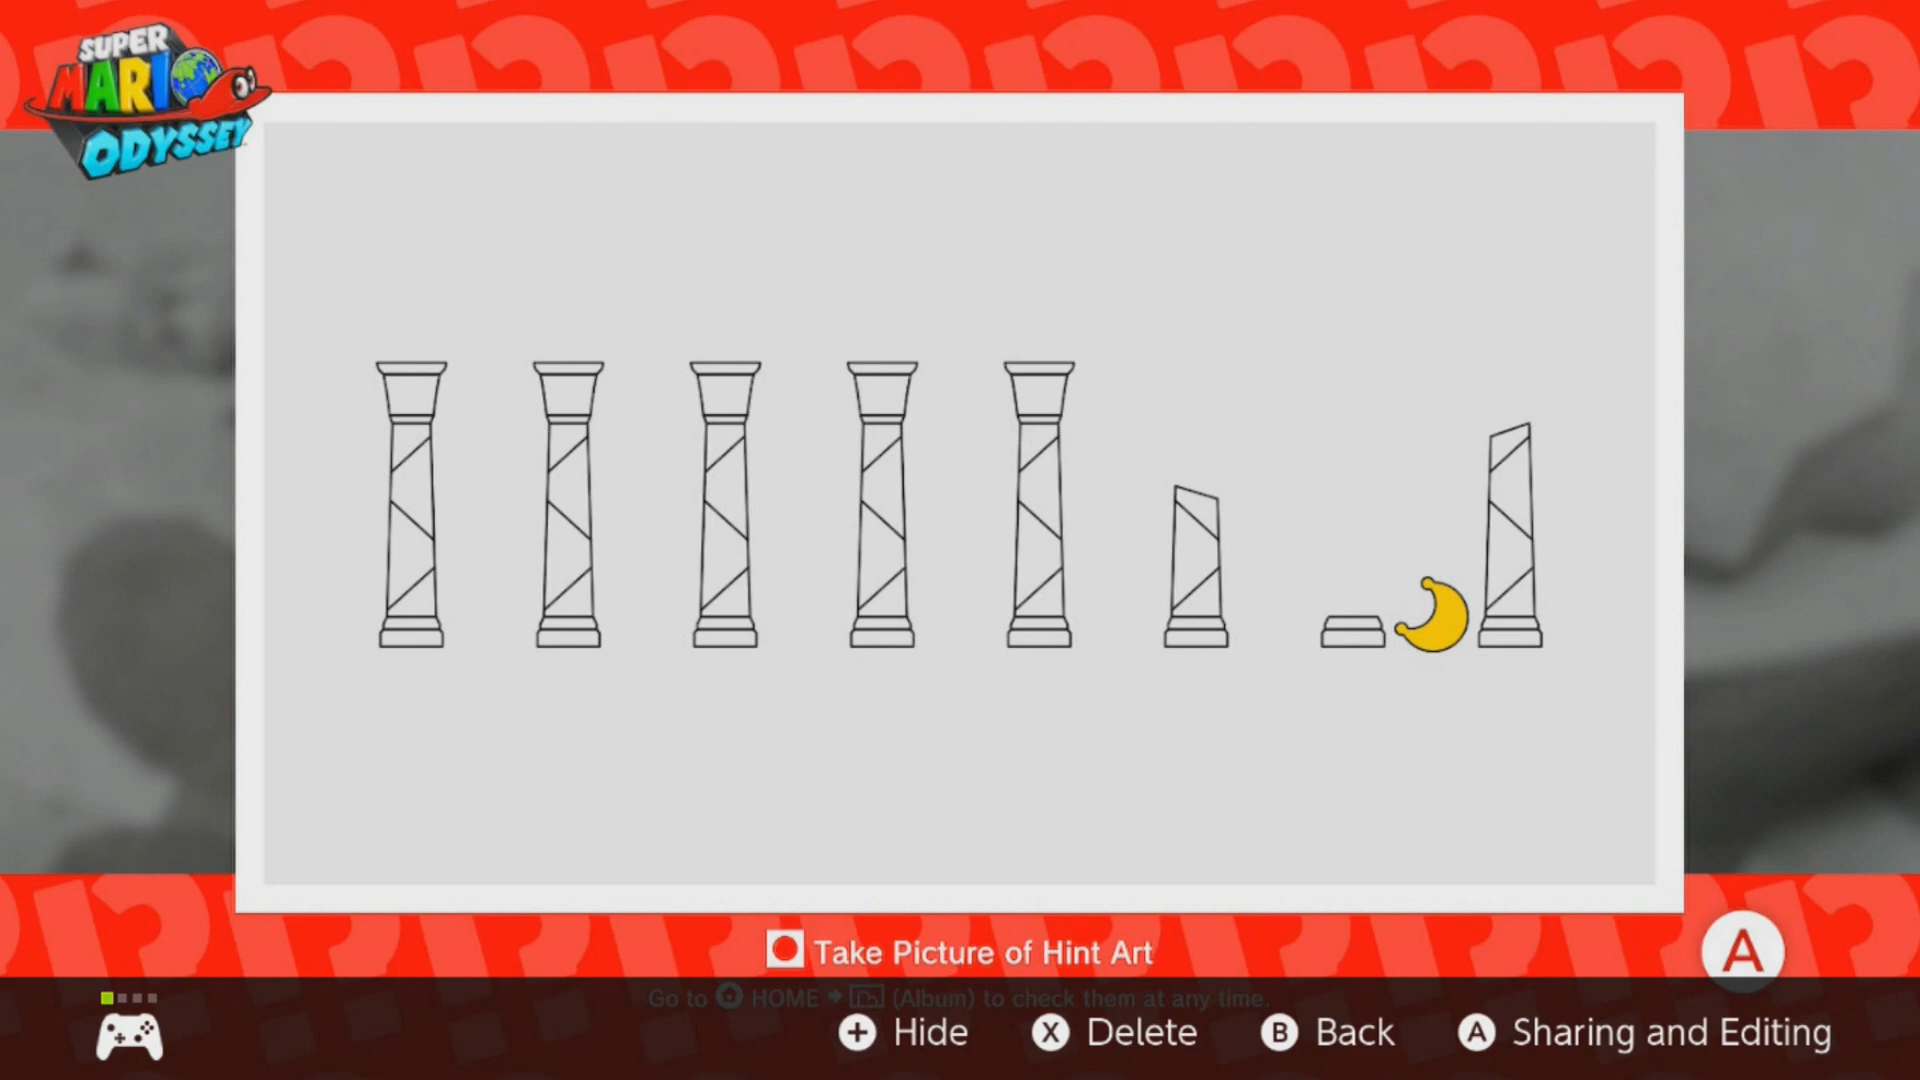 SUPER
MARIO
ODYSSEY
Take Picture of Hint Art
Go to HOME → (Album) to check them at any time.
A
+ Hide
X Delete
B Back
A Sharing and Editing